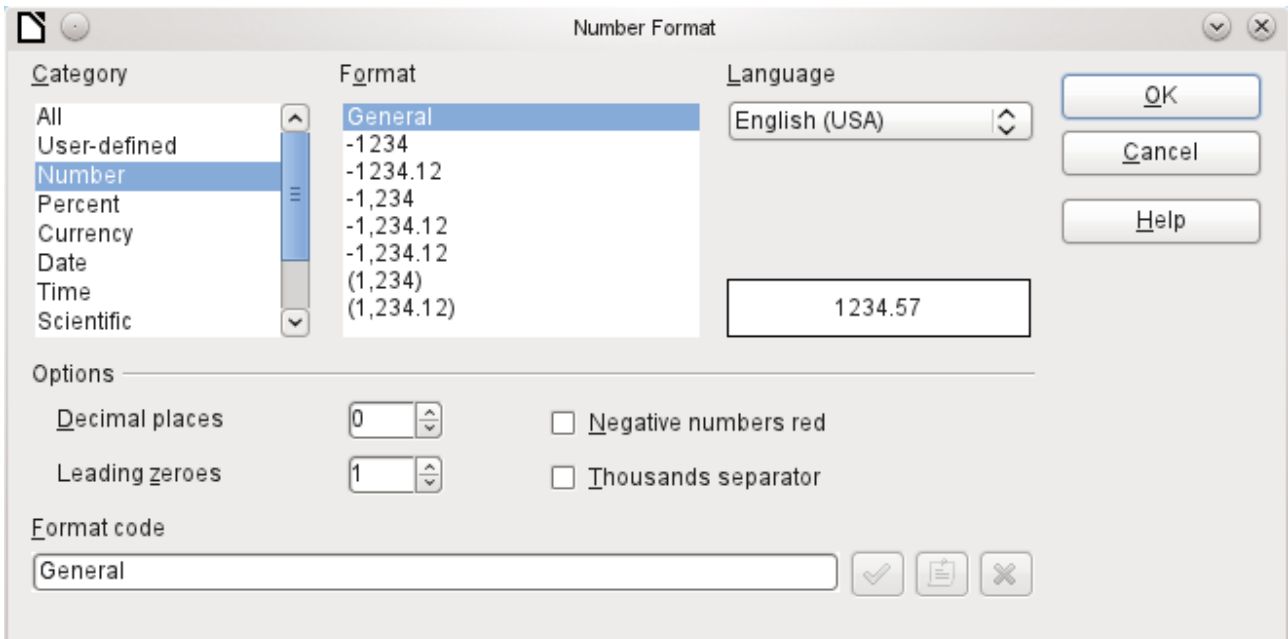 Number Format
Category
All
User-defined
Number
Percent
Currency
Date
Time
Scientific
Format
General
-1234
-1234.12
-1,234
-1,234.12
-1,234.12
(1,234)
(1,234.12)
Language
English (USA)
1234.57
OK
Cancel
Help
Options
Decimal places 0
Negative numbers red
Leading zeroes 1
Thousands separator
Format code
General